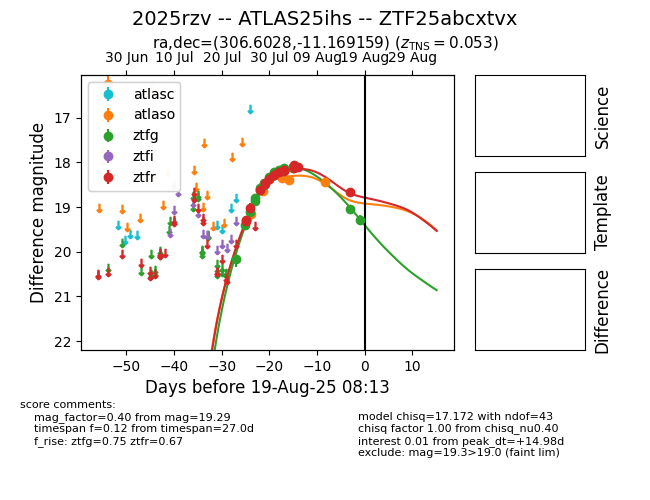 2025rzv -- ATLAS25ihs -- ZTF25abcxtvx
ra,dec=(306.6028,-11.169159) (zTNS = 0.053)
30 Jun 10 Jul 20 Jul 30 Jul 09 Aug 19 Aug 29 Aug
atlasc
atlaso
ztfg
ztfi
ztfr
17
18
19
20
21
22
Difference magnitude
−50 −40 −30 −20 −10 0 10
Days before 19-Aug-25 08:13
Science
Template
Difference
score comments:
mag_factor=0.40 from mag=19.29
timespan f=0.12 from timespan=27.0d
f_rise: ztfg=0.75 ztfr=0.67
model chisq=17.172 with ndof=43
chisq factor 1.00 from chisq_nu0.40
interest 0.01 from peak_dt=+14.98d
exclude: mag=19.3>19.0 (faint lim)